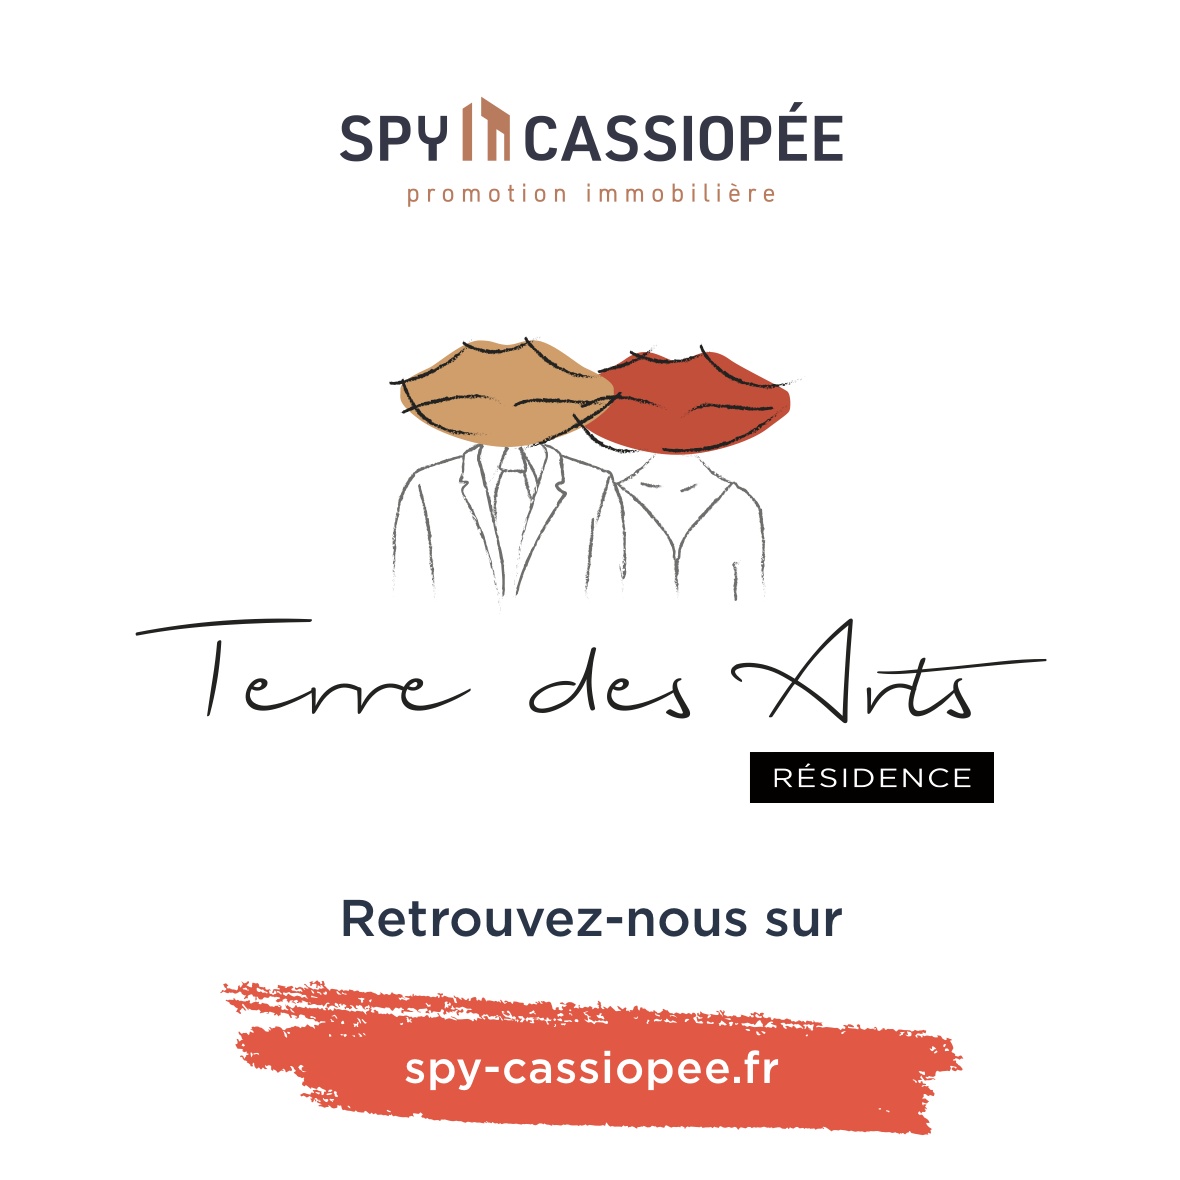 SPY CASSIOPÉE
promotion immobilière
Terre des Arts
RÉSIDENCE
Retrouvez-nous sur
spy-cassiopee.fr